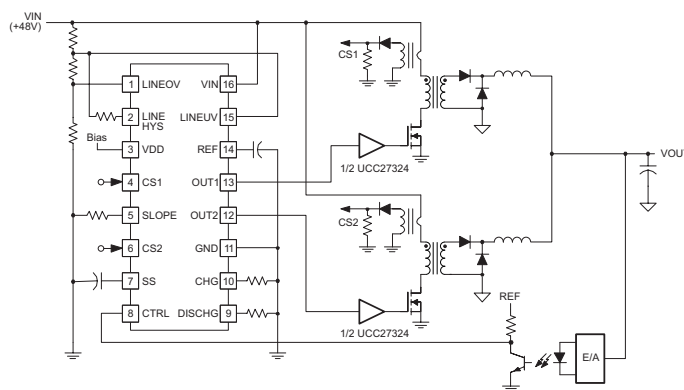 VIN
(+48V)
CS1
1 LINEOV
VIN 16
2 LINE
HYS
LINEUV 15
Bias
3 VDD
REF 14
4 CS1
OUT1 13
1/2 UCC27324
VOU
5 SLOPE
OUT2 12
CS2
6 CS2
GND 11
7 SS
CHG 10
8 CTRL
DISCHG 9
1/2 UCC27324
REF
E/A